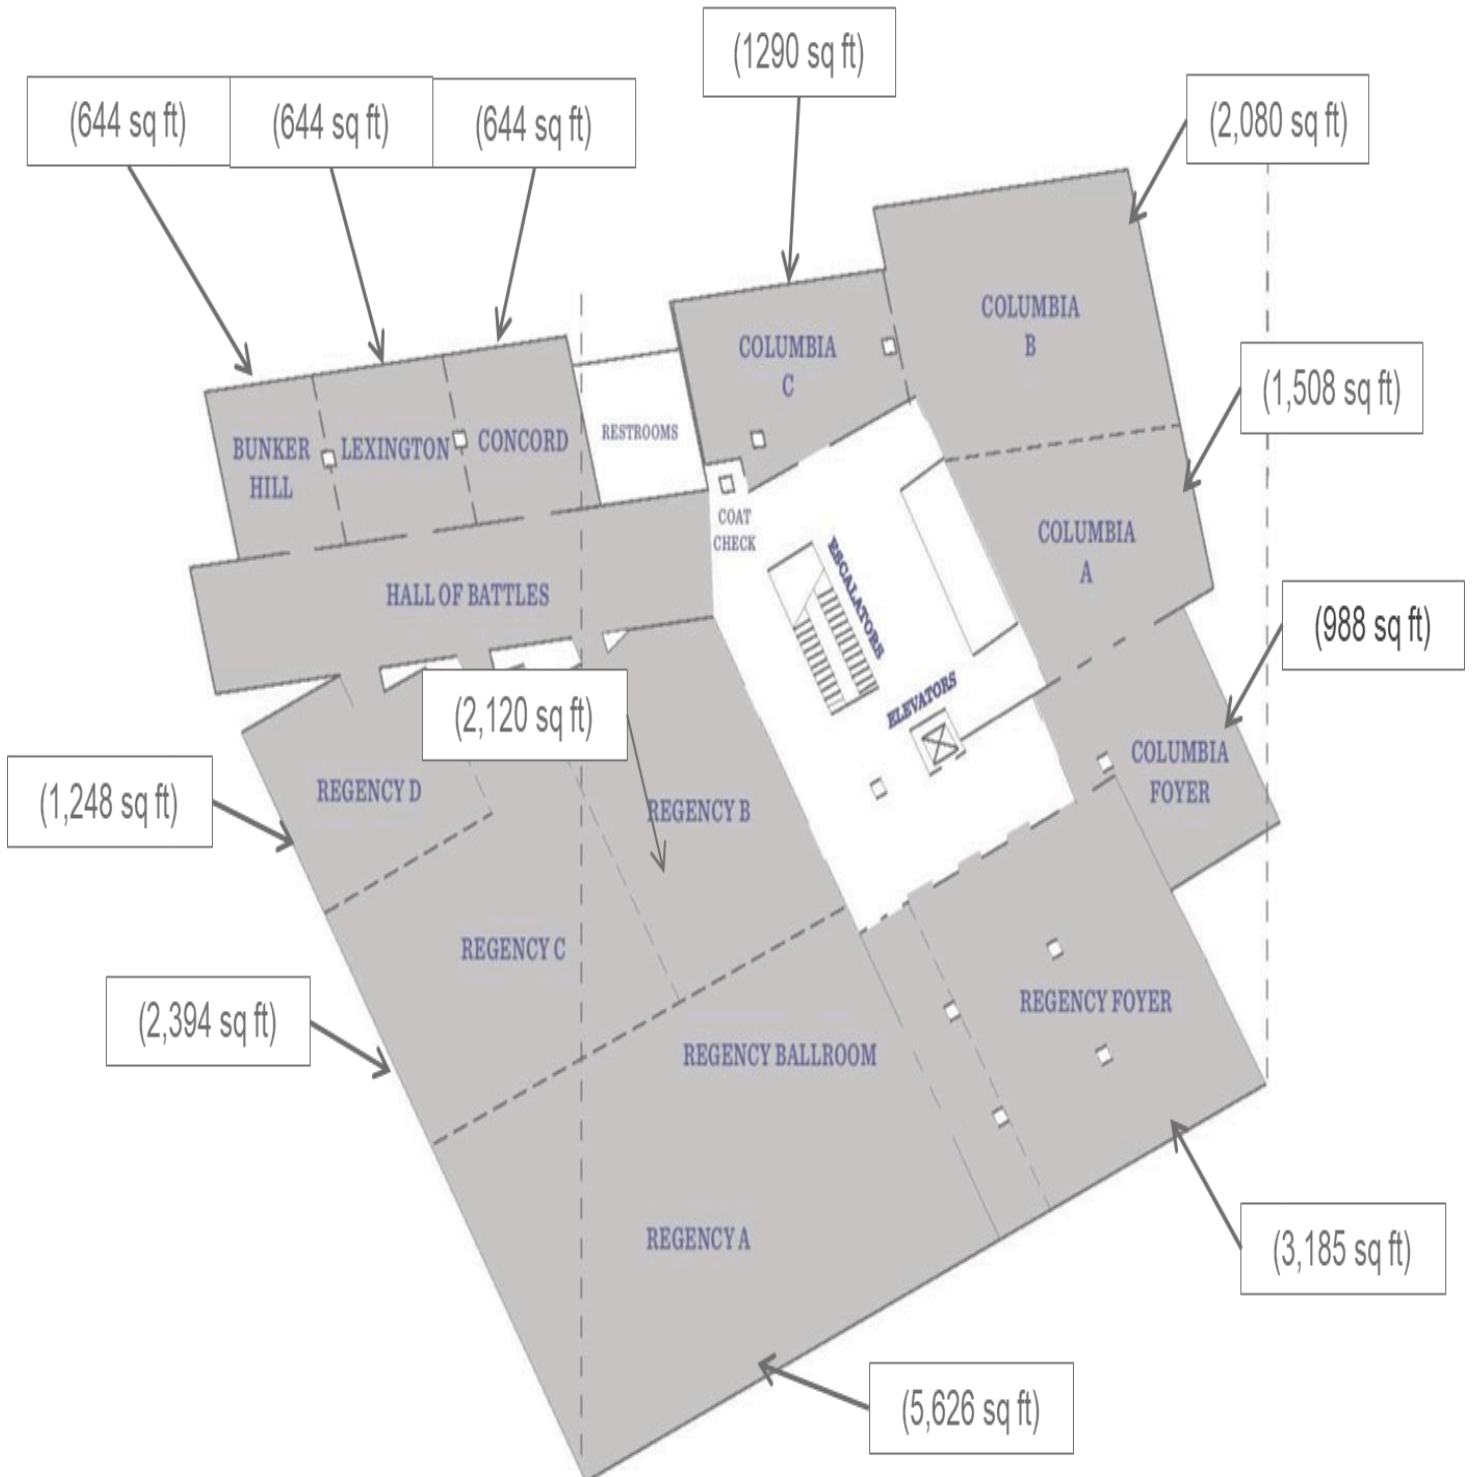 (1290 sq ft)
(644 sq ft)
(644 sq ft)
(644 sq ft)
(2,080 sq ft)
COLUMBIA
B
COLUMBIA
C
(1,508 sq ft)
BUNKER
HILL
LEXINGTON
CONCORD
RESTROOMS
COAT
CHECK
COLUMBIA
A
ESCALATORS
HALL OF BATTLES
(988 sq ft)
ELEVATORS
(2,120 sq ft)
COLUMBIA
FOYER
(1,248 sq ft)
REGENCY D
REGENCY B
REGENCY C
REGENCY FOYER
(2,394 sq ft)
REGENCY BALLROOM
REGENCY A
(3,185 sq ft)
(5,626 sq ft)